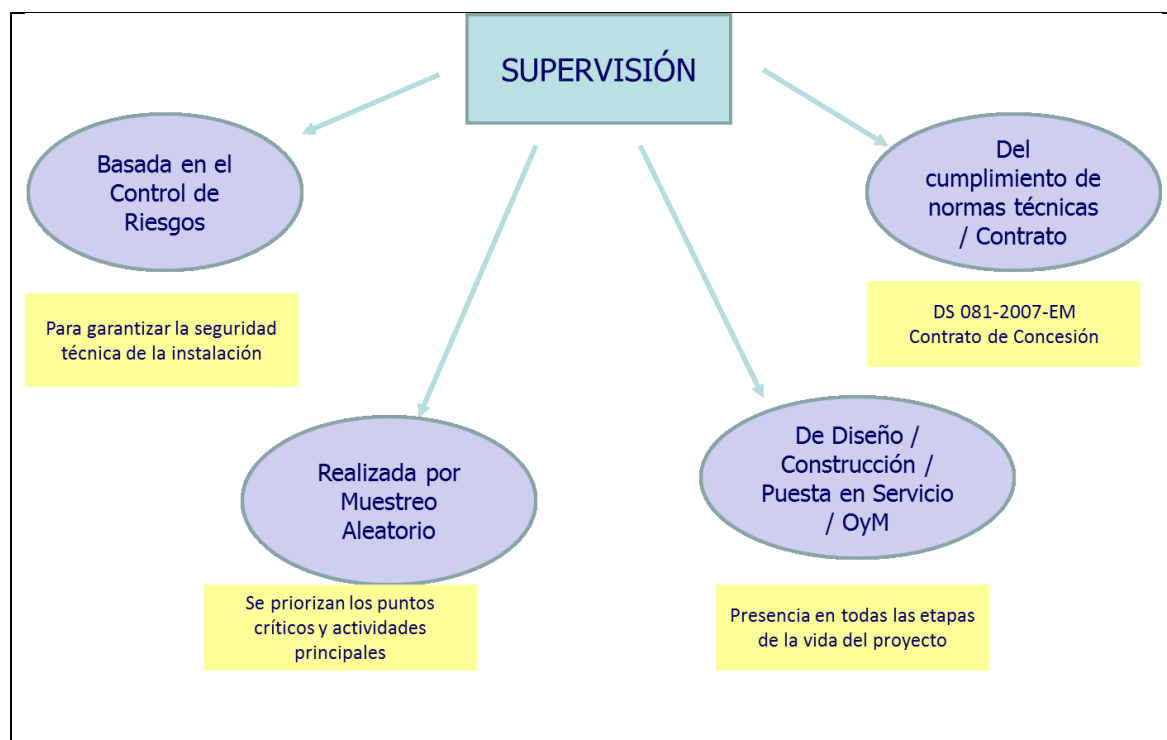 SUPERVISIÓN
Basada en el
Control de
Riesgos
Para garantizar la seguridad
técnica de la instalación
Realizada por
Muestreo
Aleatorio
Se priorizan los puntos
críticos y actividades
principales
De Diseño /
Construcción /
Puesta en Servicio
/ OyM
Presencia en todas las etapas
de la vida del proyecto
Del
cumplimiento de
normas técnicas
/ Contrato
DS 081-2007-EM
Contrato de Concesión